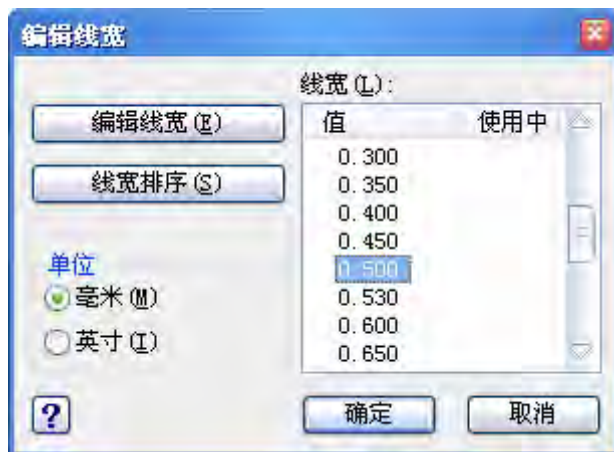 编辑线宽
线宽(L):
编辑线宽(E)
线宽排序(S)
值 使用中
0.300
0.350
0.400
0.450
0.500
0.530
0.600
0.650
单位
毫米(M)
英寸(I)
?
确定 取消